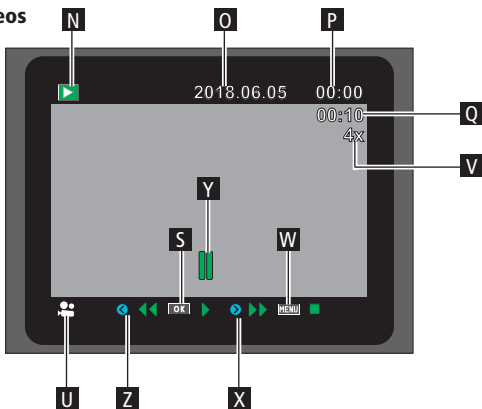 eos
N O P
2018.06.05 00:00
00:10 Q
4x V
Y
S W
OK MENU
U Z X